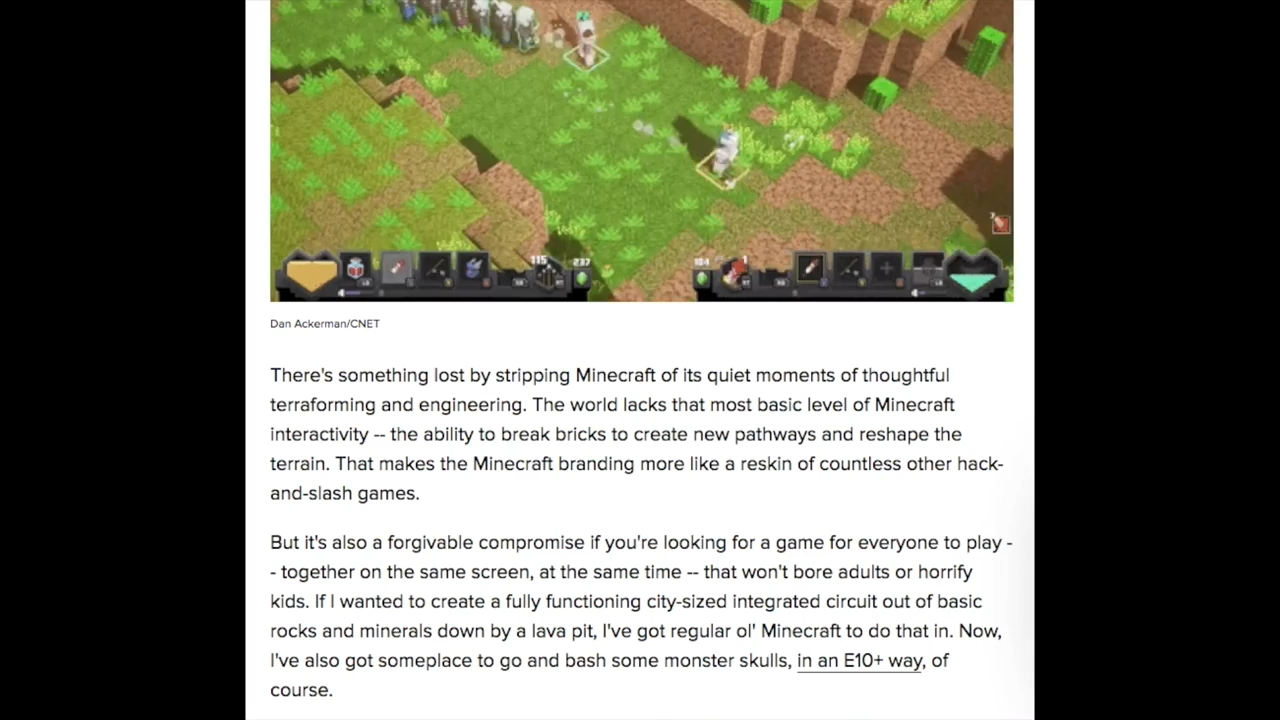 115
237
184
1
7
Dan Ackerman/CNET
There's something lost by stripping Minecraft of its quiet moments of thoughtful
terraforming and engineering. The world lacks that most basic level of Minecraft
interactivity -- the ability to break bricks to create new pathways and reshape the
terrain. That makes the Minecraft branding more like a reskin of countless other hack-
and-slash games.
But it's also a forgivable compromise if you're looking for a game for everyone to play -
- together on the same screen, at the same time -- that won't bore adults or horrify
kids. If I wanted to create a fully functioning city-sized integrated circuit out of basic
rocks and minerals down by a lava pit, I've got regular ol' Minecraft to do that in. Now,
I've also got someplace to go and bash some monster skulls, in an E10+ way, of
course.